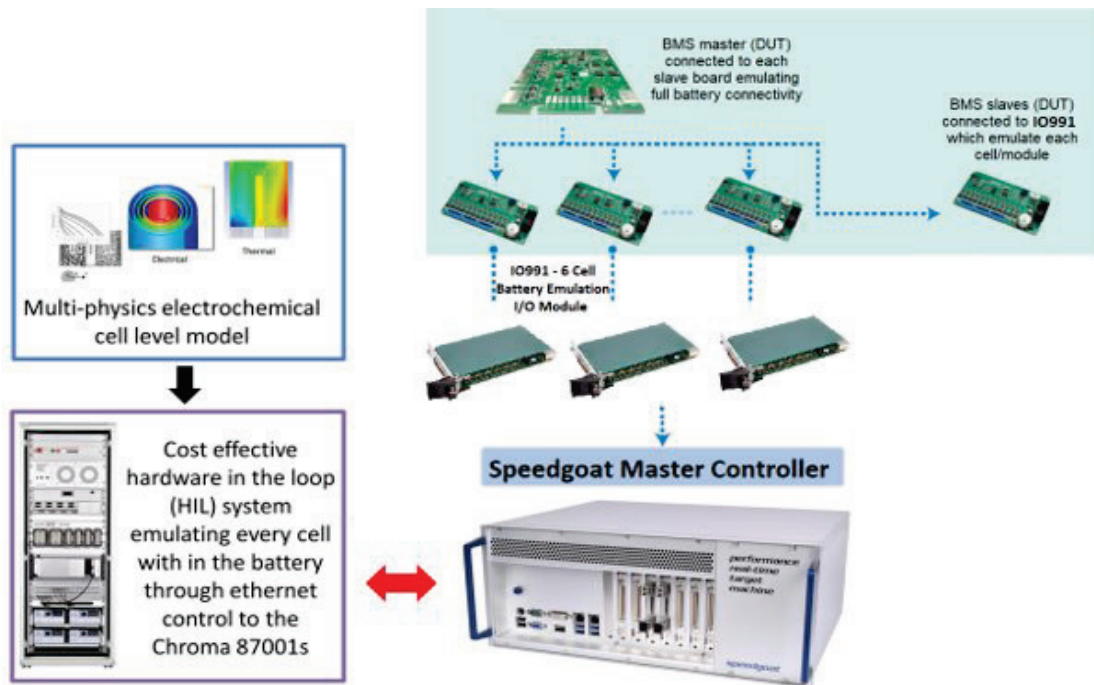 BMS master (DUT)
connected to each
slave board emulating
full battery connectivity
BMS slaves (DUT)
connected to IO991
which emulate each
cell/module
Electrical
Thermal
Multi-physics electrochemical
cell level model
IO991 - 6 Cell
Battery Emulation
I/O Module
Cost effective
hardware in the loop
(HIL) system
emulating every cell
with in the battery
through ethernet
control to the
Chroma 87001s
Speedgoat Master Controller
performance
real-time
target
machine
speedgoat